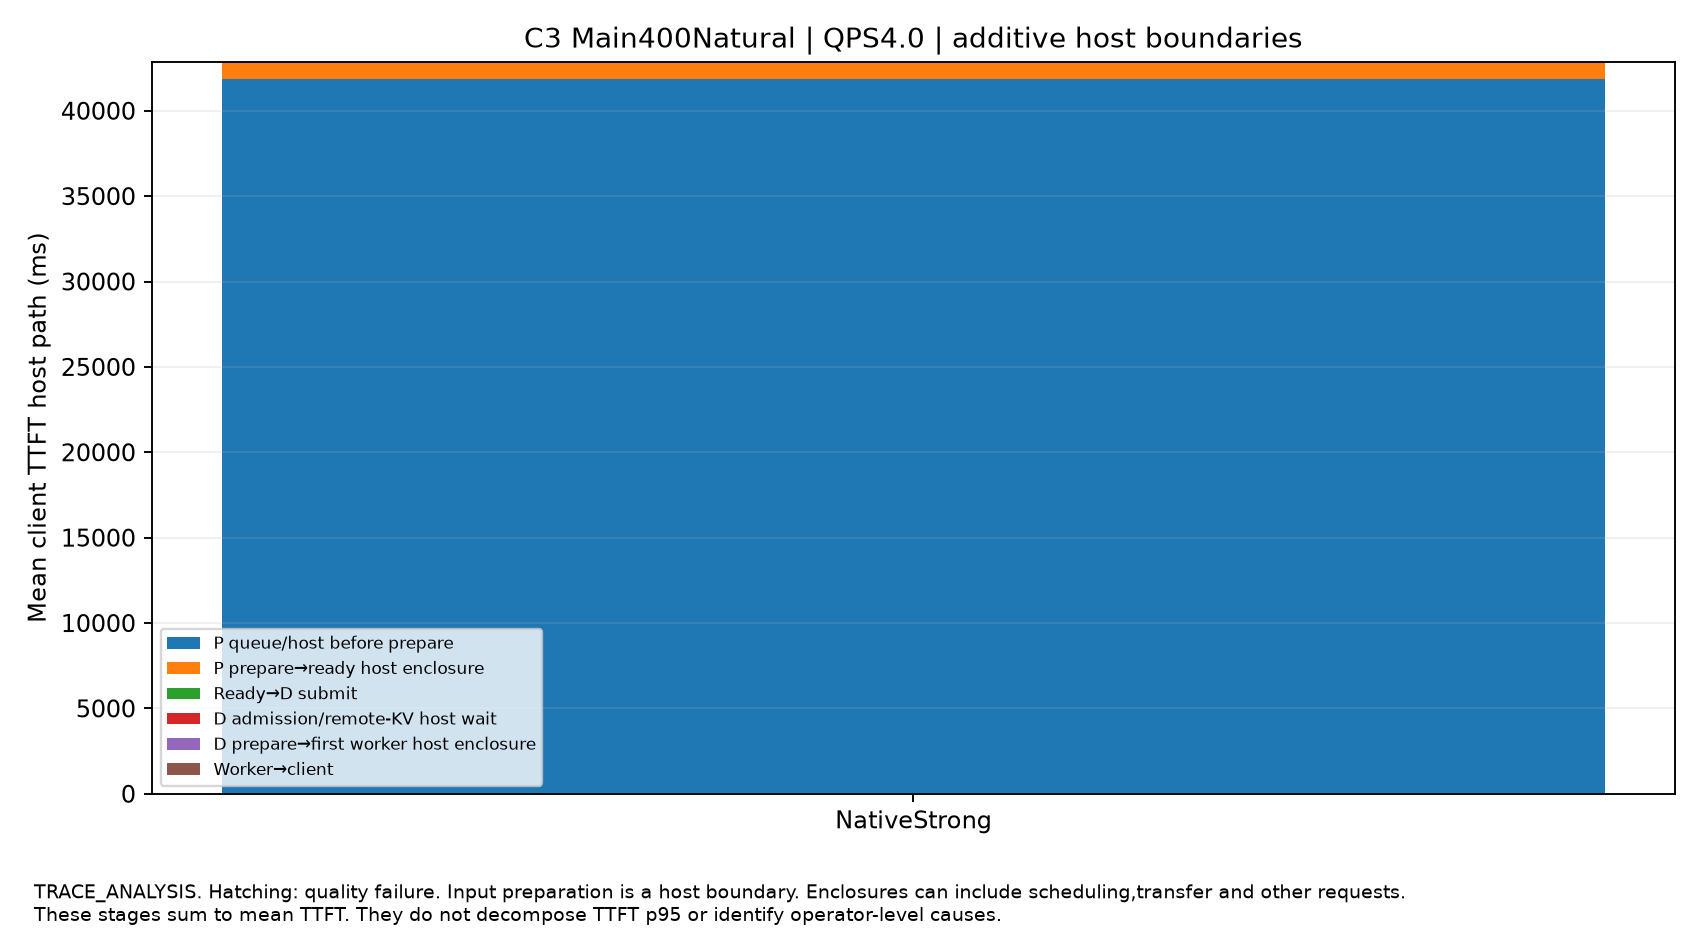 C3 Main400Natural | QPS4.0 | additive host boundaries
Mean client TTFT host path (ms)
40000
35000
30000
25000
20000
15000
10000
5000
0
P queue/host before prepare
P prepare→ready host enclosure
Ready→D submit
D admission/remote-KV host wait
D prepare→first worker host enclosure
Worker→client
NativeStrong
TRACE_ANALYSIS. Hatching: quality failure. Input preparation is a host boundary. Enclosures can include scheduling,transfer and other requests.
These stages sum to mean TTFT. They do not decompose TTFT p95 or identify operator-level causes.